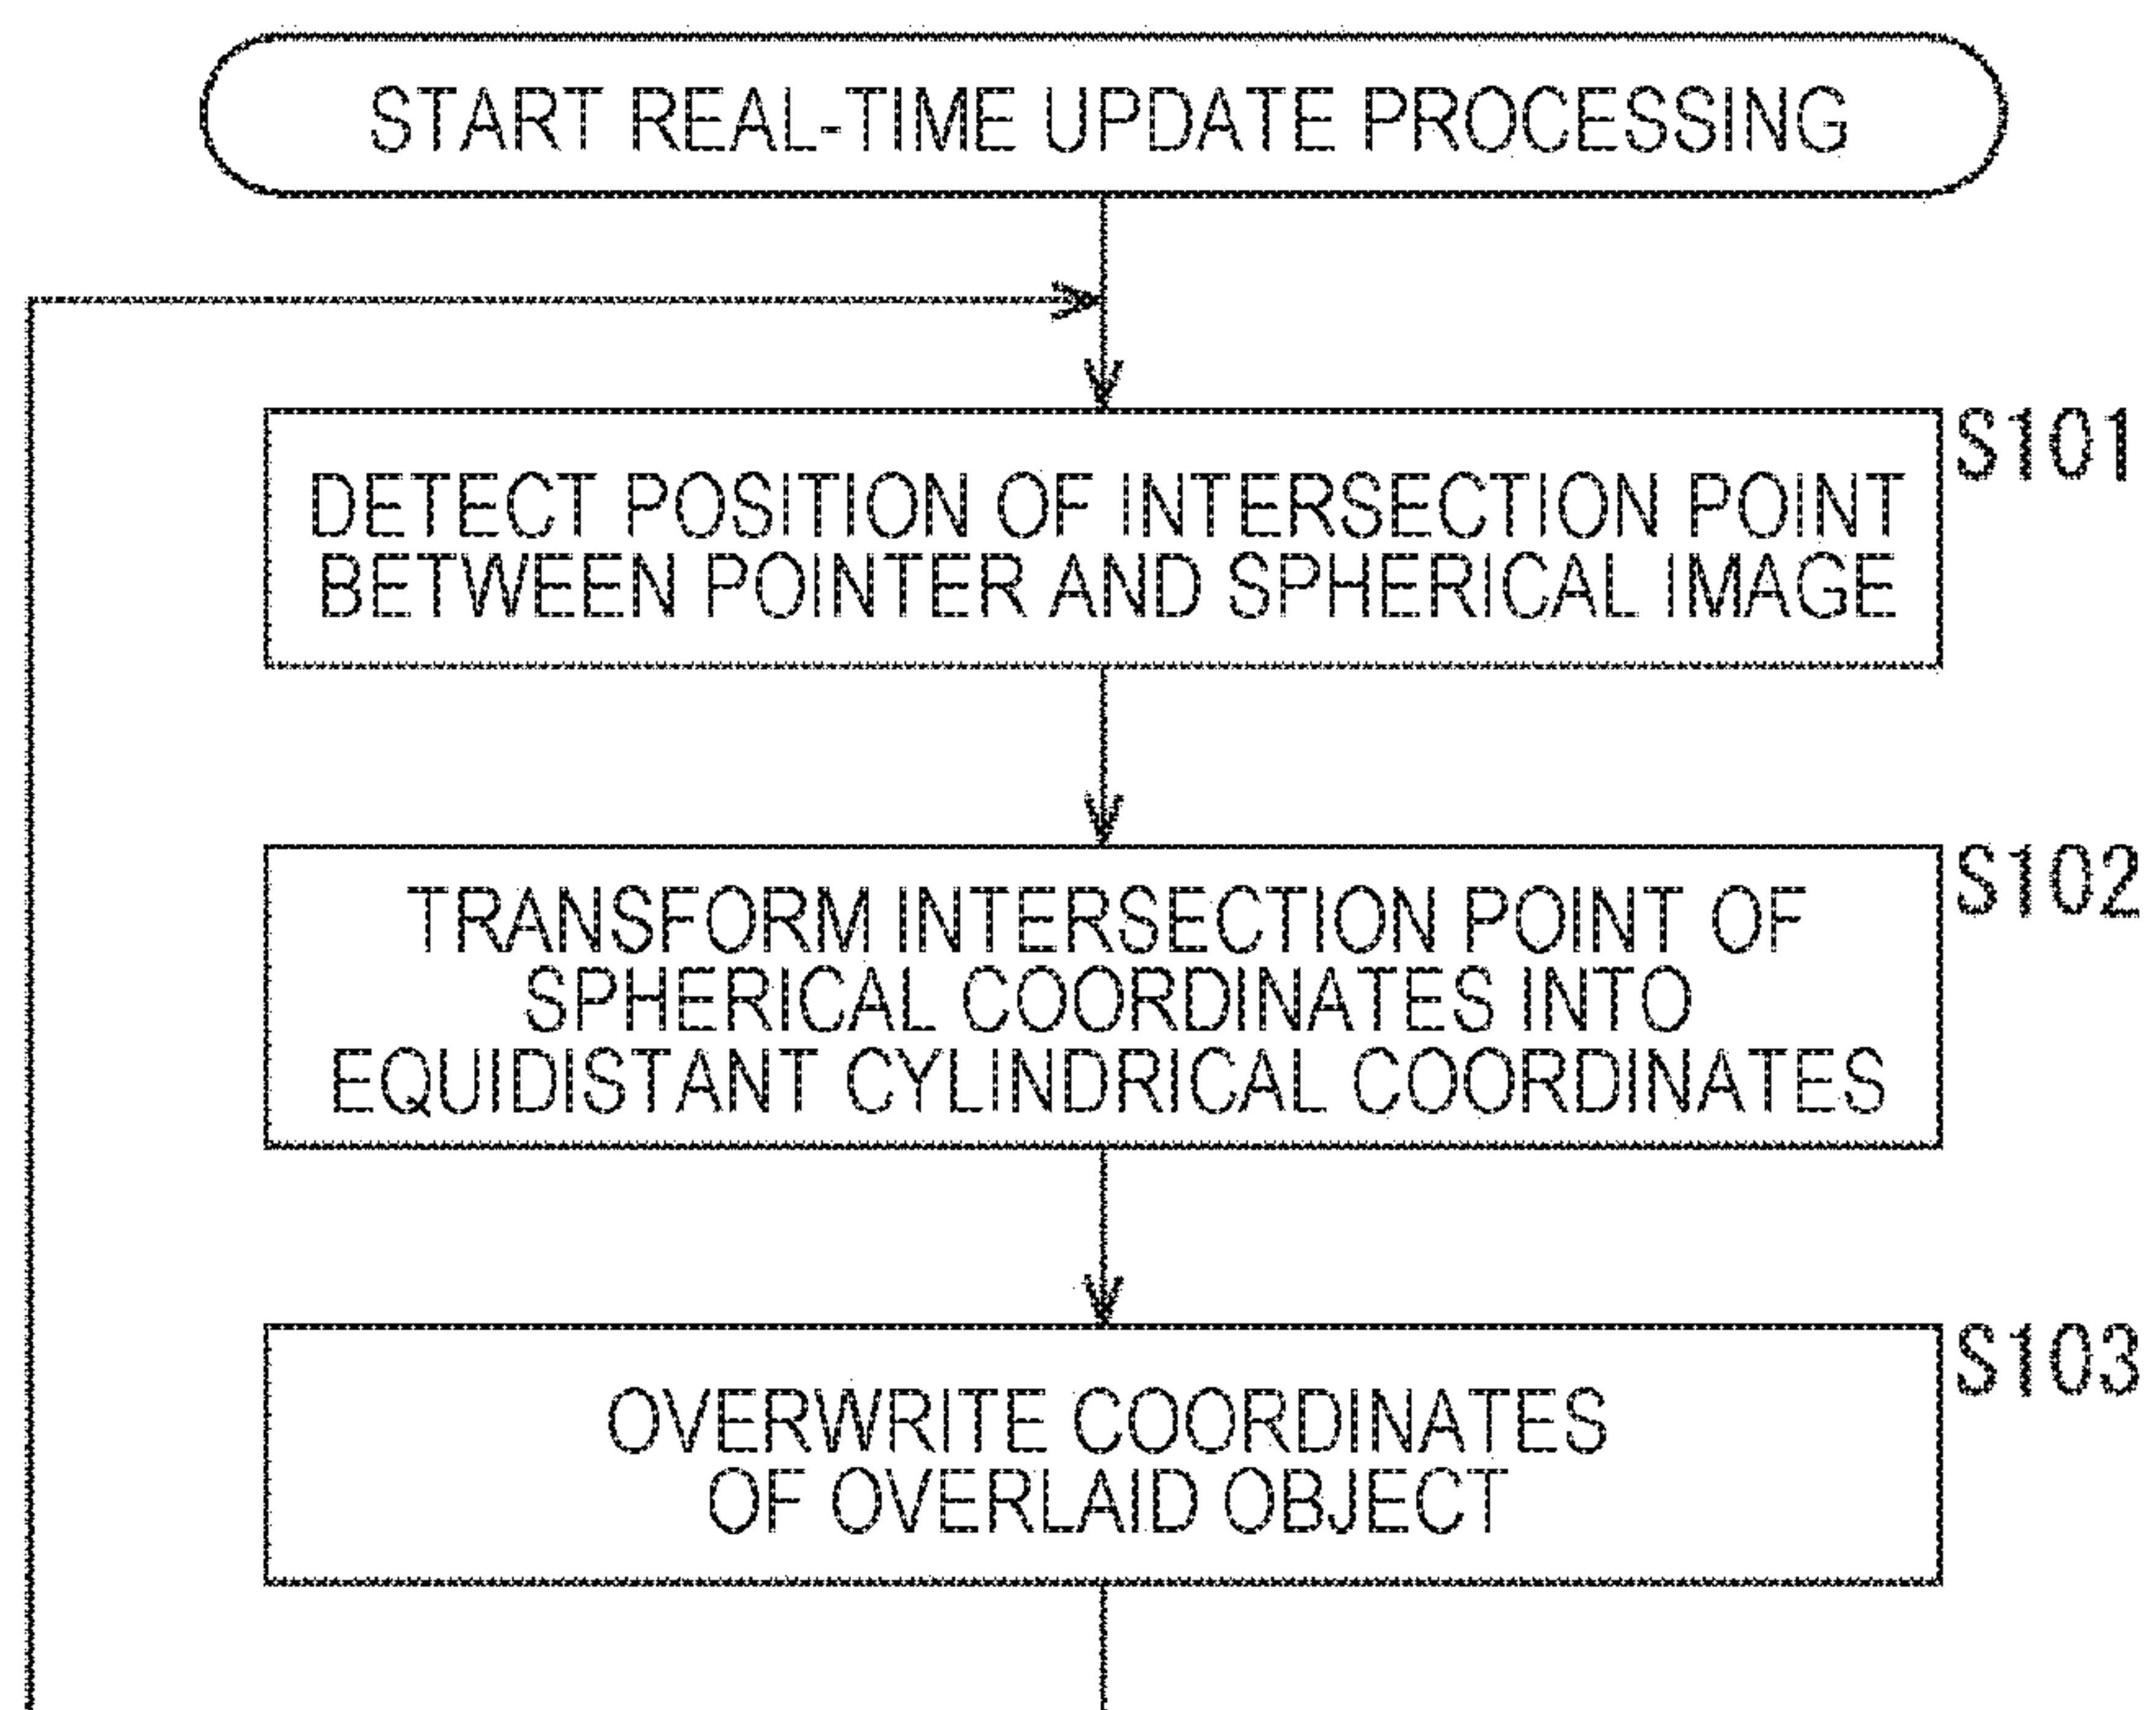 START REAL-TIME UPDATE PROCESSING
S101
DETECT POSITION OF INTERSECTION POINT
BETWEEN POINTER AND SPHERICAL IMAGE
S102
TRANSFORM INTERSECTION POINT OF
SPHERICAL COORDINATES INTO
EQUIDISTANT CYLINDRICAL COORDINATES
S103
OVERWRITE COORDINATES
OF OVERLAID OBJECT